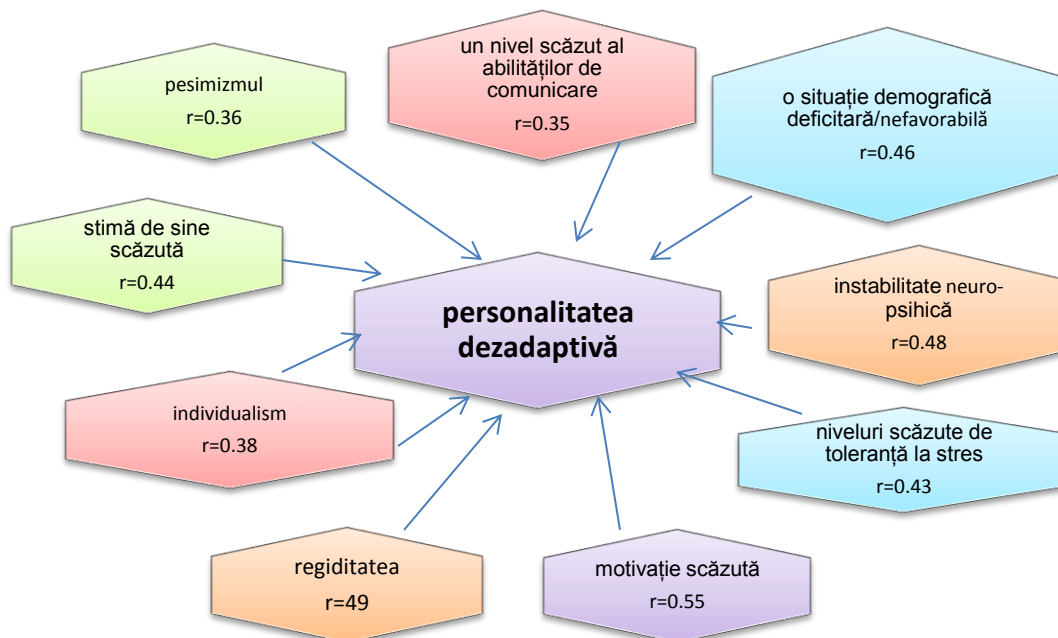 pesimizmul
r=0.36
un nivel scăzut al
abilităților de
comunicare
r=0.35
o situație demografică
deficitară/nefavorabilă
r=0.46
stimă de sine
scăzută
r=0.44
personalitatea
dezadaptivă
instabilitate neuro-
psihică
r=0.48
individualism
r=0.38
niveluri scăzute de
toleranță la stres
r=0.43
regiditatea
r=49
motivație scăzută
r=0.55